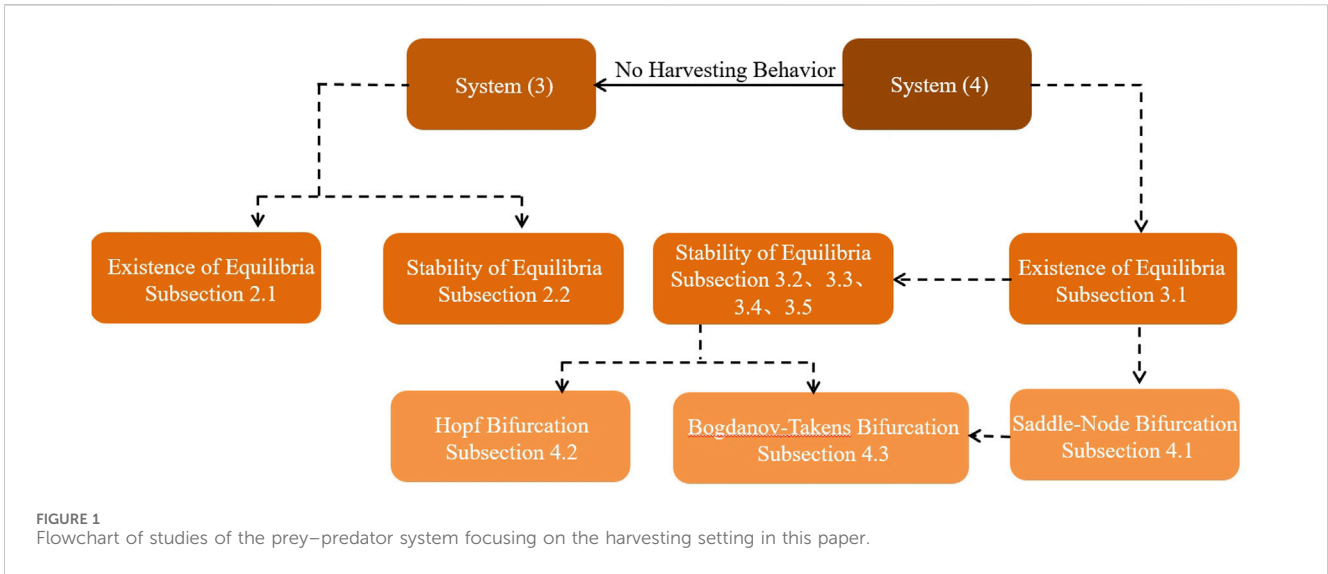 System (3)
No Harvesting Behavior
System (4)
Existence of Equilibria
Subsection 2.1
Stability of Equilibria
Subsection 2.2
Stability of Equilibria
Subsection 3.2、3.3、
3.4、3.5
Existence of Equilibria
Subsection 3.1
Hopf Bifurcation
Subsection 4.2
Bogdanov-Takens Bifurcation
Subsection 4.3
Saddle-Node Bifurcation
Subsection 4.1
FIGURE 1
Flowchart of studies of the prey–predator system focusing on the harvesting setting in this paper.